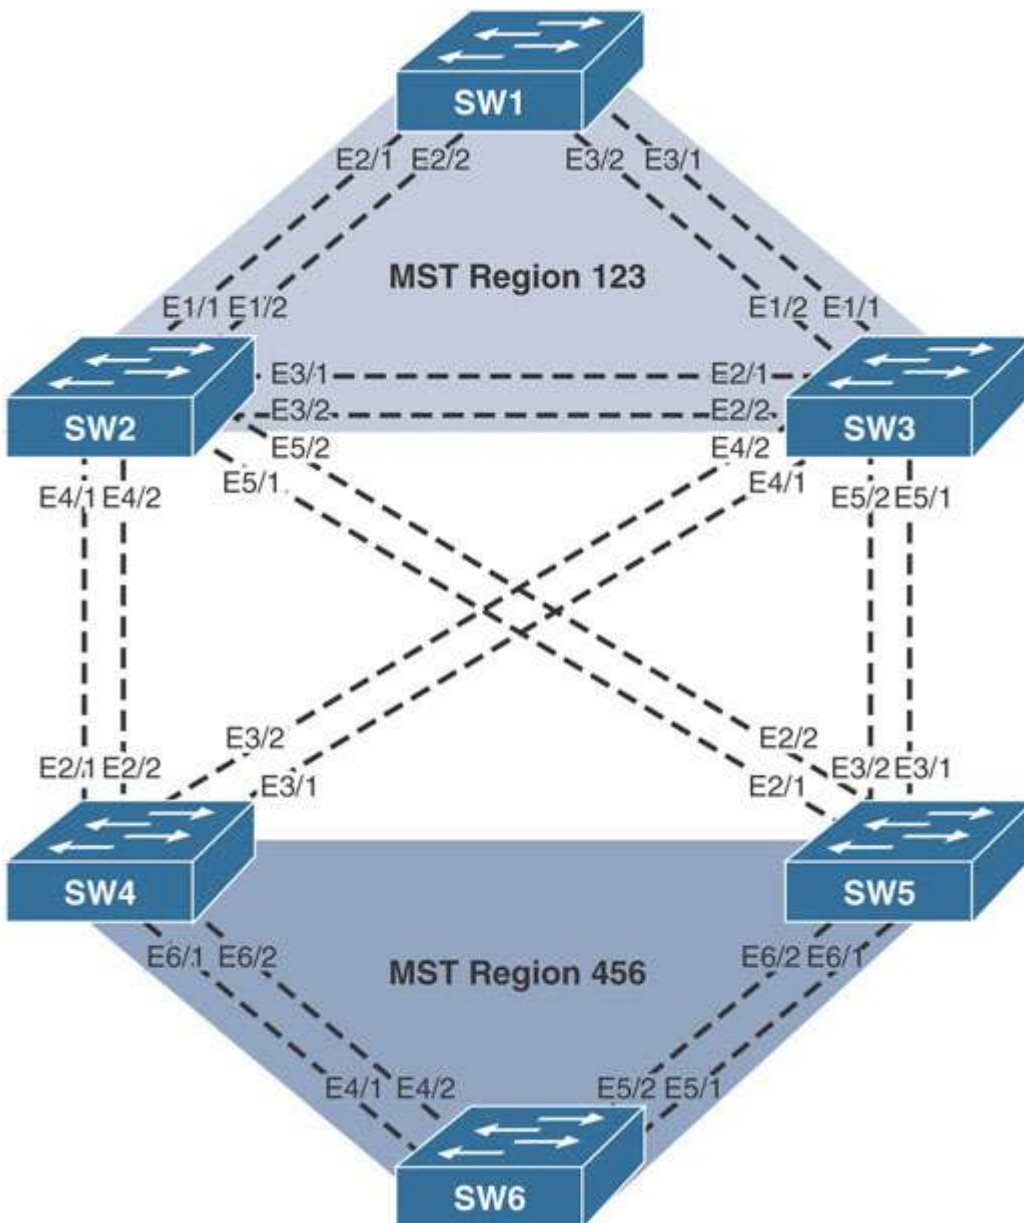 SW1
E2/1 E2/2 E3/2 E3/1
MST Region 123
E1/1 E1/2 E1/2 E1/1
E3/1 E2/1
E3/2 E2/2
SW2 SW3
E5/2 E4/2
E5/1 E4/1
E4/1 E4/2 E5/2 E5/1
E3/2 E2/2
E2/1 E2/2 E3/2 E3/1
E3/1 E2/1
SW4 SW5
E6/1 E6/2 E6/2 E6/1
MST Region 456
E4/1 E4/2 E5/2 E5/1
SW6